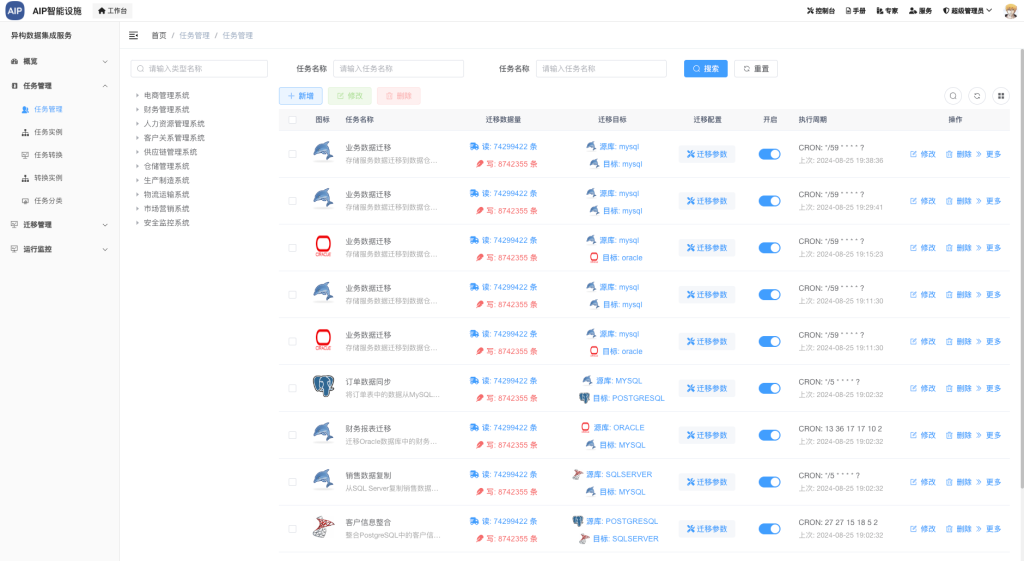 AIP AIP智能设施 工作台 控制台 手册 专家 服务 超级管理员
异构数据集成服务
首页 / 任务管理 / 任务管理
概览
任务管理
任务管理
任务实例
任务转换
转换实例
任务分类
迁移管理
运行监控
请输入类型名称
电商管理系统
财务管理系统
人力资源管理系统
客户关系管理系统
供应链管理系统
仓储管理系统
生产制造系统
物流运输系统
市场营销系统
安全监控系统
任务名称 请输入任务名称 任务名称 请输入任务名称 搜索 重置
新增 修改 删除
图标 任务名称 迁移数据量 迁移目标 迁移配置 开启 执行周期 操作
业务数据迁移 读: 74299422 条 源库: mysql 迁移参数 CRON: */59 * * * * ? 修改 删除 更多
存储服务数据迁移到数据仓... 写: 8742355 条 目标: mysql 上次: 2024-08-25 19:38:36
业务数据迁移 读: 74299422 条 源库: mysql 迁移参数 CRON: */59 * * * * ? 修改 删除 更多
存储服务数据迁移到数据仓... 写: 8742355 条 目标: mysql 上次: 2024-08-25 19:29:41
ORACLE 业务数据迁移 读: 74299422 条 源库: mysql 迁移参数 CRON: */59 * * * * ? 修改 删除 更多
存储服务数据迁移到数据仓... 写: 8742355 条 目标: oracle 上次: 2024-08-25 19:15:23
业务数据迁移 读: 74299422 条 源库: mysql 迁移参数 CRON: */59 * * * * ? 修改 删除 更多
存储服务数据迁移到数据仓... 写: 8742355 条 目标: mysql 上次: 2024-08-25 19:11:30
ORACLE 业务数据迁移 读: 74299422 条 源库: mysql 迁移参数 CRON: */59 * * * * ? 修改 删除 更多
存储服务数据迁移到数据仓... 写: 8742355 条 目标: oracle 上次: 2024-08-25 19:11:30
订单数据同步 读: 74299422 条 源库: MYSQL 迁移参数 CRON: */5 * * * * ? 修改 删除 更多
将订单表中的数据从MySQL... 写: 8742355 条 目标: POSTGRESQL 上次: 2024-08-25 19:02:32
财务报表迁移 读: 74299422 条 源库: ORACLE 迁移参数 CRON: 13 36 17 17 10 2 修改 删除 更多
迁移Oracle数据库中的财务... 写: 8742355 条 目标: MYSQL 上次: 2024-08-25 19:02:32
销售数据复制 读: 74299422 条 源库: SQLSERVER 迁移参数 CRON: */5 * * * * ? 修改 删除 更多
从SQL Server复制销售数据... 写: 8742355 条 目标: MYSQL 上次: 2024-08-25 19:02:32
客户信息整合 读: 74299422 条 源库: POSTGRESQL 迁移参数 CRON: 27 27 15 18 5 2 修改 删除 更多
整合PostgreSQL中的客户信... 写: 8742355 条 目标: SQLSERVER 上次: 2024-08-25 19:02:32